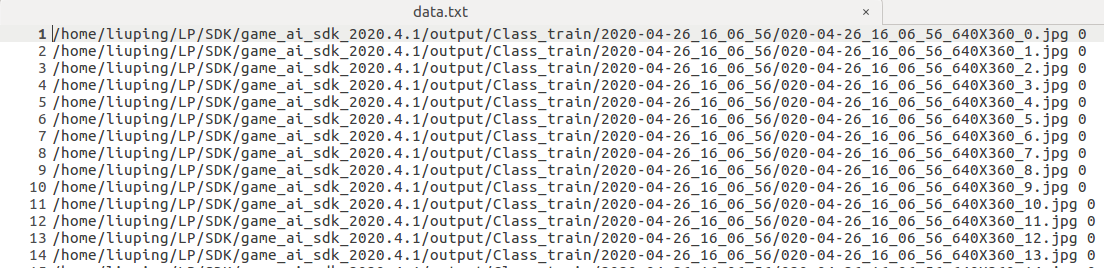 data.txt ×
1 /home/liuping/LP/SDK/game_ai_sdk_2020.4.1/output/Class_train/2020-04-26_16_06_56/020-04-26_16_06_56_640X360_0.jpg 0
2 /home/liuping/LP/SDK/game_ai_sdk_2020.4.1/output/Class_train/2020-04-26_16_06_56/020-04-26_16_06_56_640X360_1.jpg 0
3 /home/liuping/LP/SDK/game_ai_sdk_2020.4.1/output/Class_train/2020-04-26_16_06_56/020-04-26_16_06_56_640X360_2.jpg 0
4 /home/liuping/LP/SDK/game_ai_sdk_2020.4.1/output/Class_train/2020-04-26_16_06_56/020-04-26_16_06_56_640X360_3.jpg 0
5 /home/liuping/LP/SDK/game_ai_sdk_2020.4.1/output/Class_train/2020-04-26_16_06_56/020-04-26_16_06_56_640X360_4.jpg 0
6 /home/liuping/LP/SDK/game_ai_sdk_2020.4.1/output/Class_train/2020-04-26_16_06_56/020-04-26_16_06_56_640X360_5.jpg 0
7 /home/liuping/LP/SDK/game_ai_sdk_2020.4.1/output/Class_train/2020-04-26_16_06_56/020-04-26_16_06_56_640X360_6.jpg 0
8 /home/liuping/LP/SDK/game_ai_sdk_2020.4.1/output/Class_train/2020-04-26_16_06_56/020-04-26_16_06_56_640X360_7.jpg 0
9 /home/liuping/LP/SDK/game_ai_sdk_2020.4.1/output/Class_train/2020-04-26_16_06_56/020-04-26_16_06_56_640X360_8.jpg 0
10 /home/liuping/LP/SDK/game_ai_sdk_2020.4.1/output/Class_train/2020-04-26_16_06_56/020-04-26_16_06_56_640X360_9.jpg 0
11 /home/liuping/LP/SDK/game_ai_sdk_2020.4.1/output/Class_train/2020-04-26_16_06_56/020-04-26_16_06_56_640X360_10.jpg 0
12 /home/liuping/LP/SDK/game_ai_sdk_2020.4.1/output/Class_train/2020-04-26_16_06_56/020-04-26_16_06_56_640X360_11.jpg 0
13 /home/liuping/LP/SDK/game_ai_sdk_2020.4.1/output/Class_train/2020-04-26_16_06_56/020-04-26_16_06_56_640X360_12.jpg 0
14 /home/liuping/LP/SDK/game_ai_sdk_2020.4.1/output/Class_train/2020-04-26_16_06_56/020-04-26_16_06_56_640X360_13.jpg 0